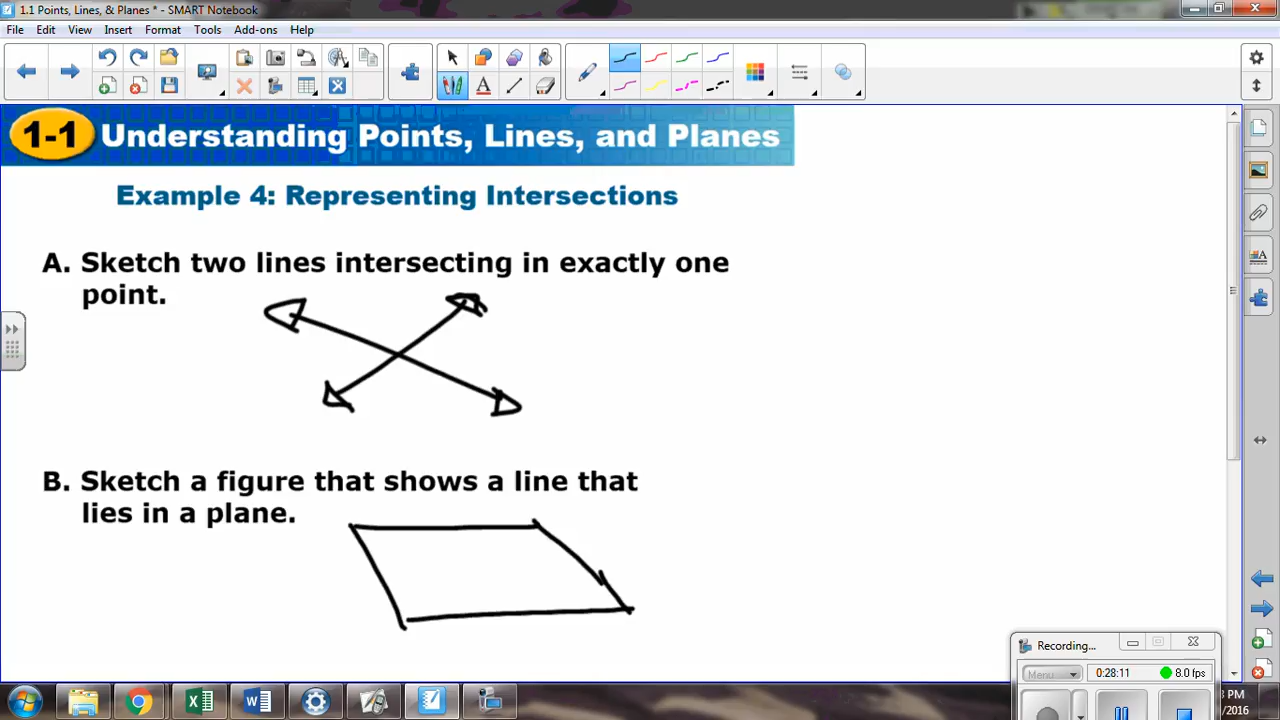 1.1 Points, Lines, & Planes * - SMART Notebook
File Edit View Insert Format Tools Add-ons Help
1-1 Understanding Points, Lines, and Planes
Example 4: Representing Intersections
A. Sketch two lines intersecting in exactly one
point.
B. Sketch a figure that shows a line that
lies in a plane.
Recording...
Menu 0:28:11 8.0 fps
PM
/2016